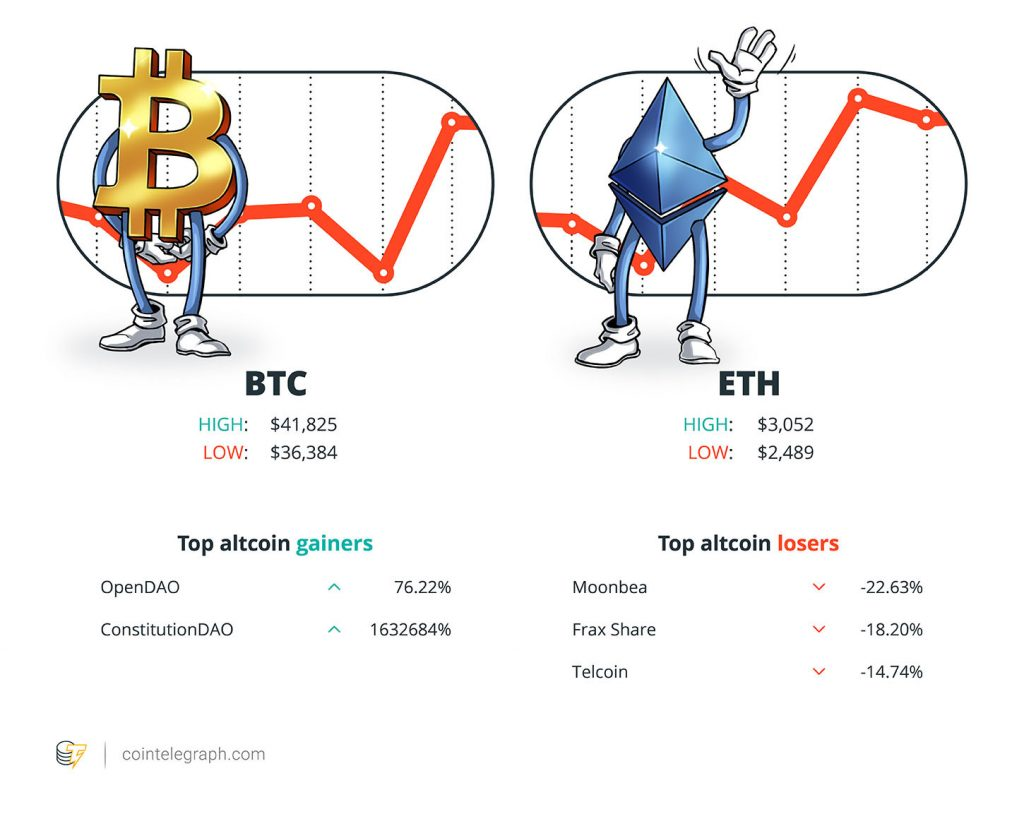 BTC
HIGH: $41,825
LOW: $36,384
ETH
HIGH: $3,052
LOW: $2,489
Top altcoin gainers
OpenDAO 76.22%
ConstitutionDAO 1632684%
Top altcoin losers
Moonbea -22.63%
Frax Share -18.20%
Telcoin -14.74%
cointelegraph.com